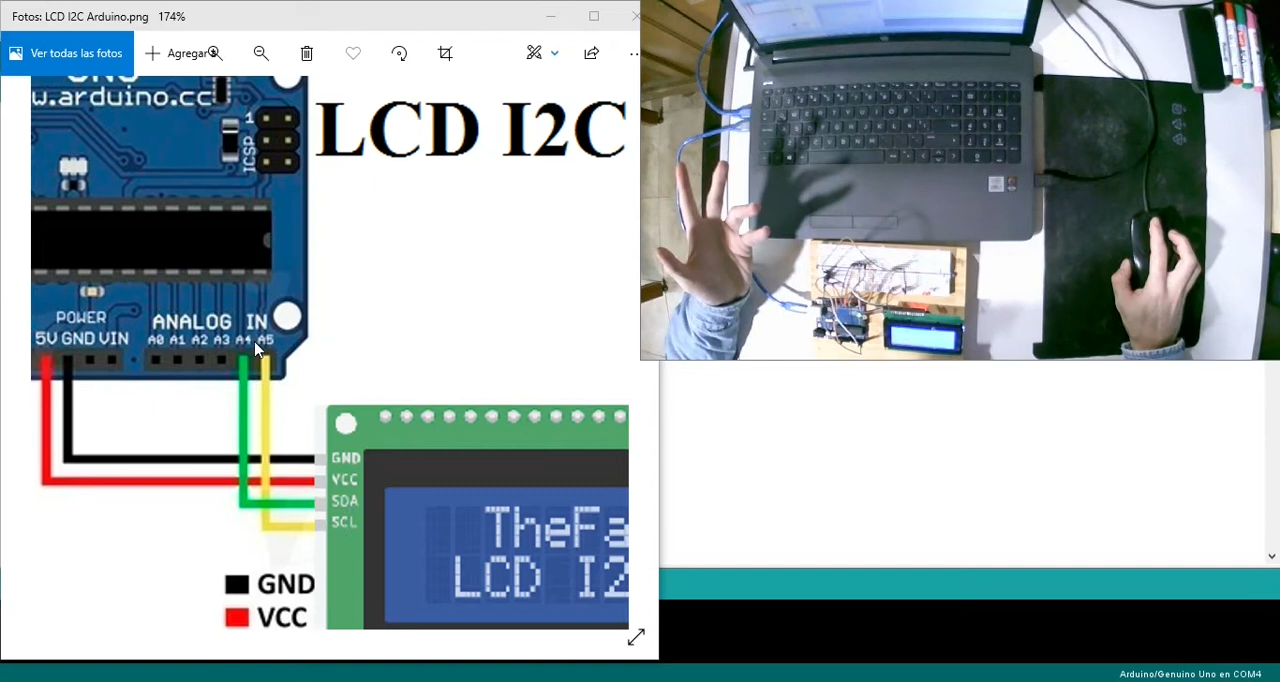 Fotos: LCD I2C Arduino.png 174%
Ver todas las fotos
Agregar
w.arduino.cc
LCD I2C
1
ICSP
POWER
ANALOG IN
5V GND VIN
A0 A1 A2 A3 A4 A5
GND
VCC
SDA
SCL
TheFa
LCD I2
GND
VCC
Arduino/Genuino Uno en COM4